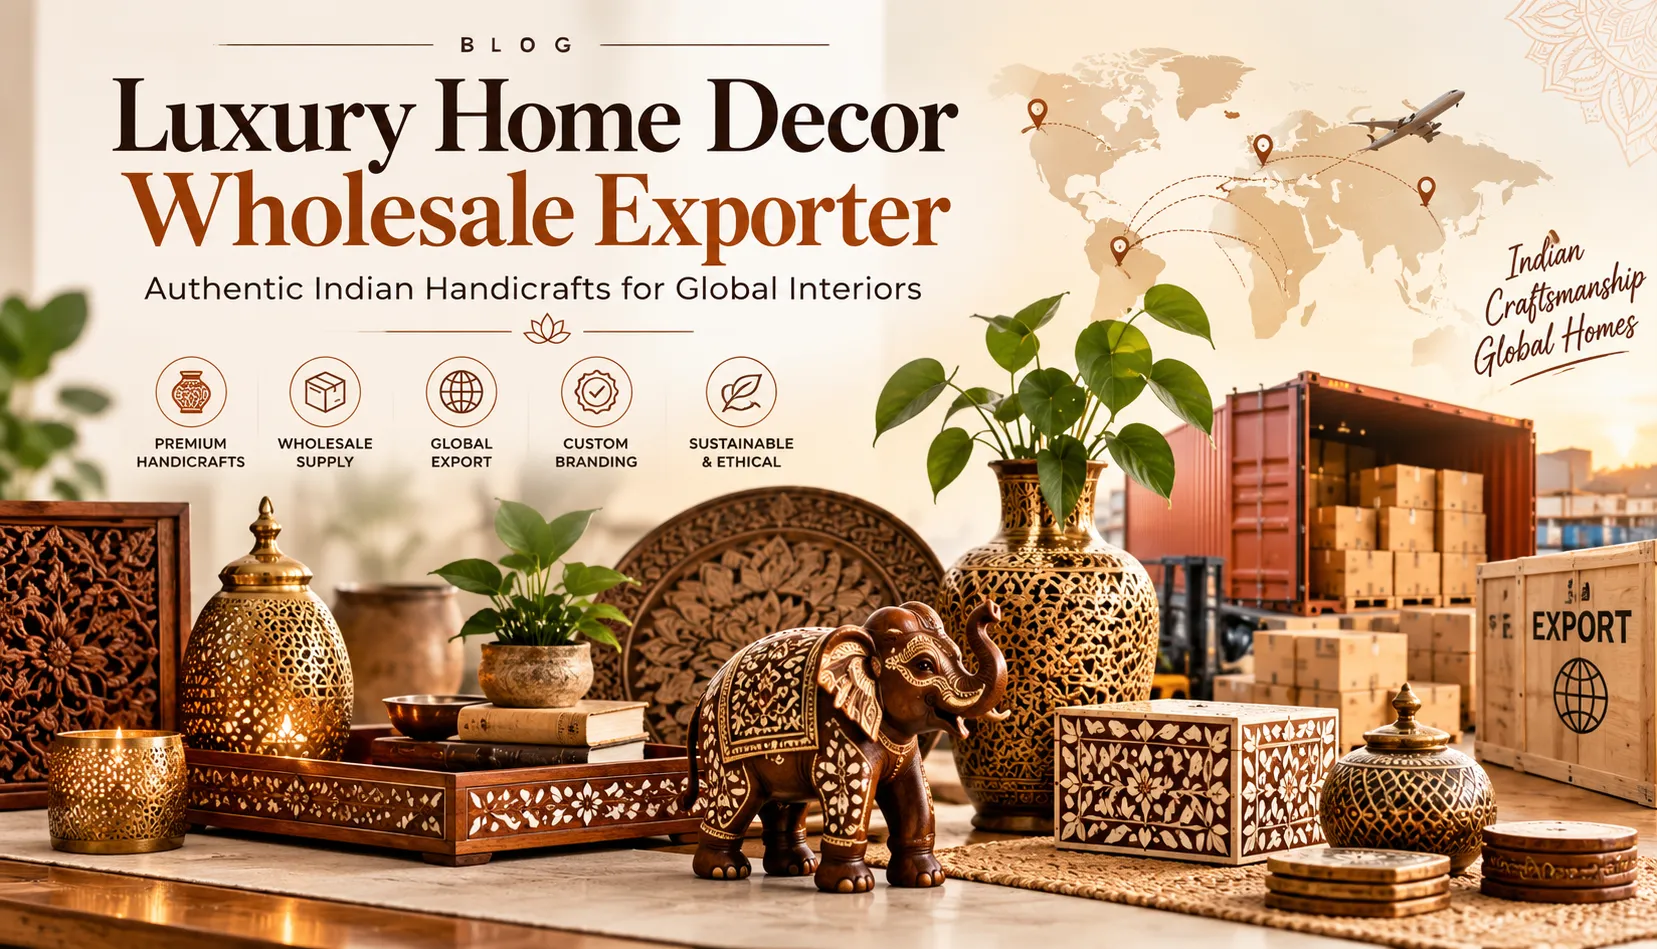 BLOG
Luxury Home Decor
Wholesale Exporter
Authentic Indian Handicrafts for Global Interiors
PREMIUM
HANDICRAFTS
WHOLESALE
SUPPLY
GLOBAL
EXPORT
CUSTOM
BRANDING
SUSTAINABLE
& ETHICAL
Indian
Craftsmanship
Global Homes
EXPORT